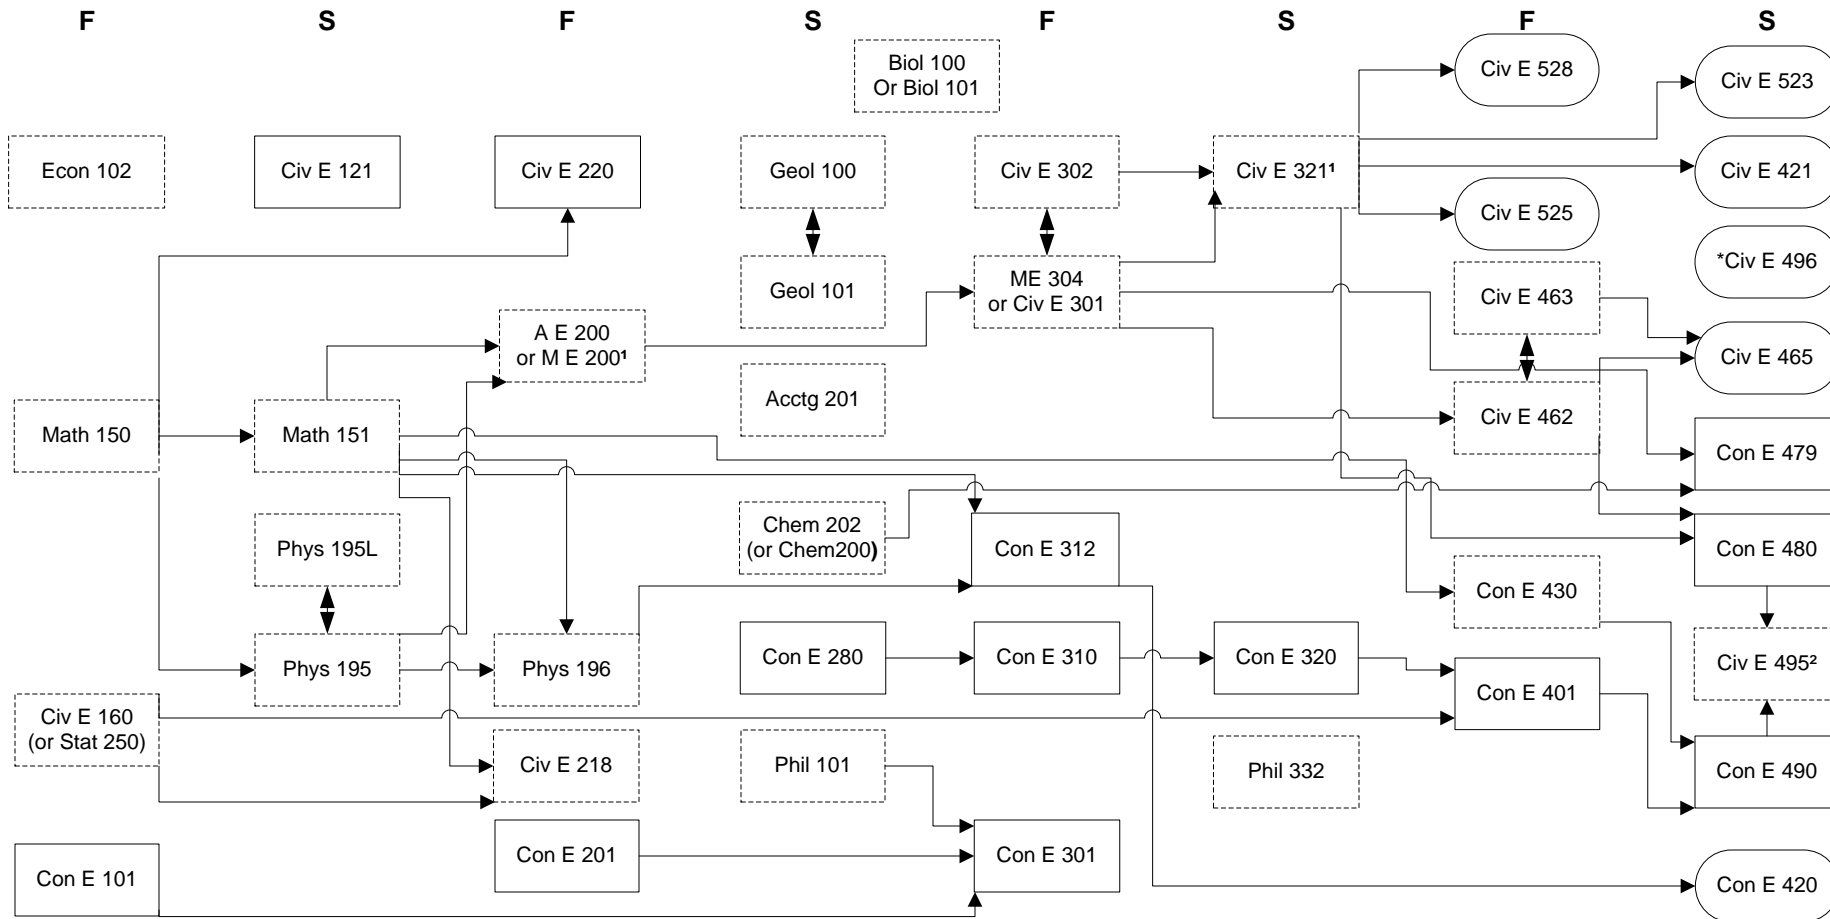 F
S
F
S
F
S
F
S
Biol 100
Or Biol 101
Civ E 528
Civ E 523
Econ 102
Civ E 121
Civ E 220
Geol 100
Civ E 302
Civ E 321¹
Civ E 421
Civ E 525
*Civ E 496
Geol 101
ME 304
or Civ E 301
Civ E 463
A E 200
or M E 200¹
Civ E 465
Acctg 201
Math 150
Math 151
Civ E 462
Con E 479
Phys 195L
Chem 202
(or Chem200)
Con E 312
Con E 480
Con E 430
Phys 195
Phys 196
Con E 280
Con E 310
Con E 320
Con E 401
Civ E 495²
Civ E 160
(or Stat 250)
Civ E 218
Phil 101
Phil 332
Con E 490
Con E 101
Con E 201
Con E 301
Con E 420